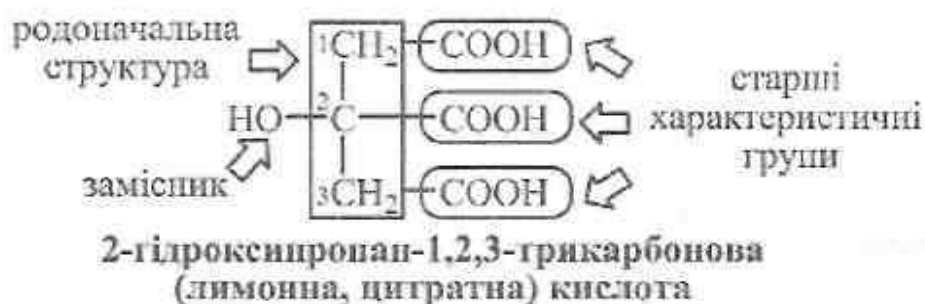 родоначальна
структура
1CH2 COOH
HO 2C COOH
замісник
3CH2 COOH
старші
характеристичні
групи
2-гідроксипропан-1,2,3-трикарбонова
(лимонна, цитратна) кислота